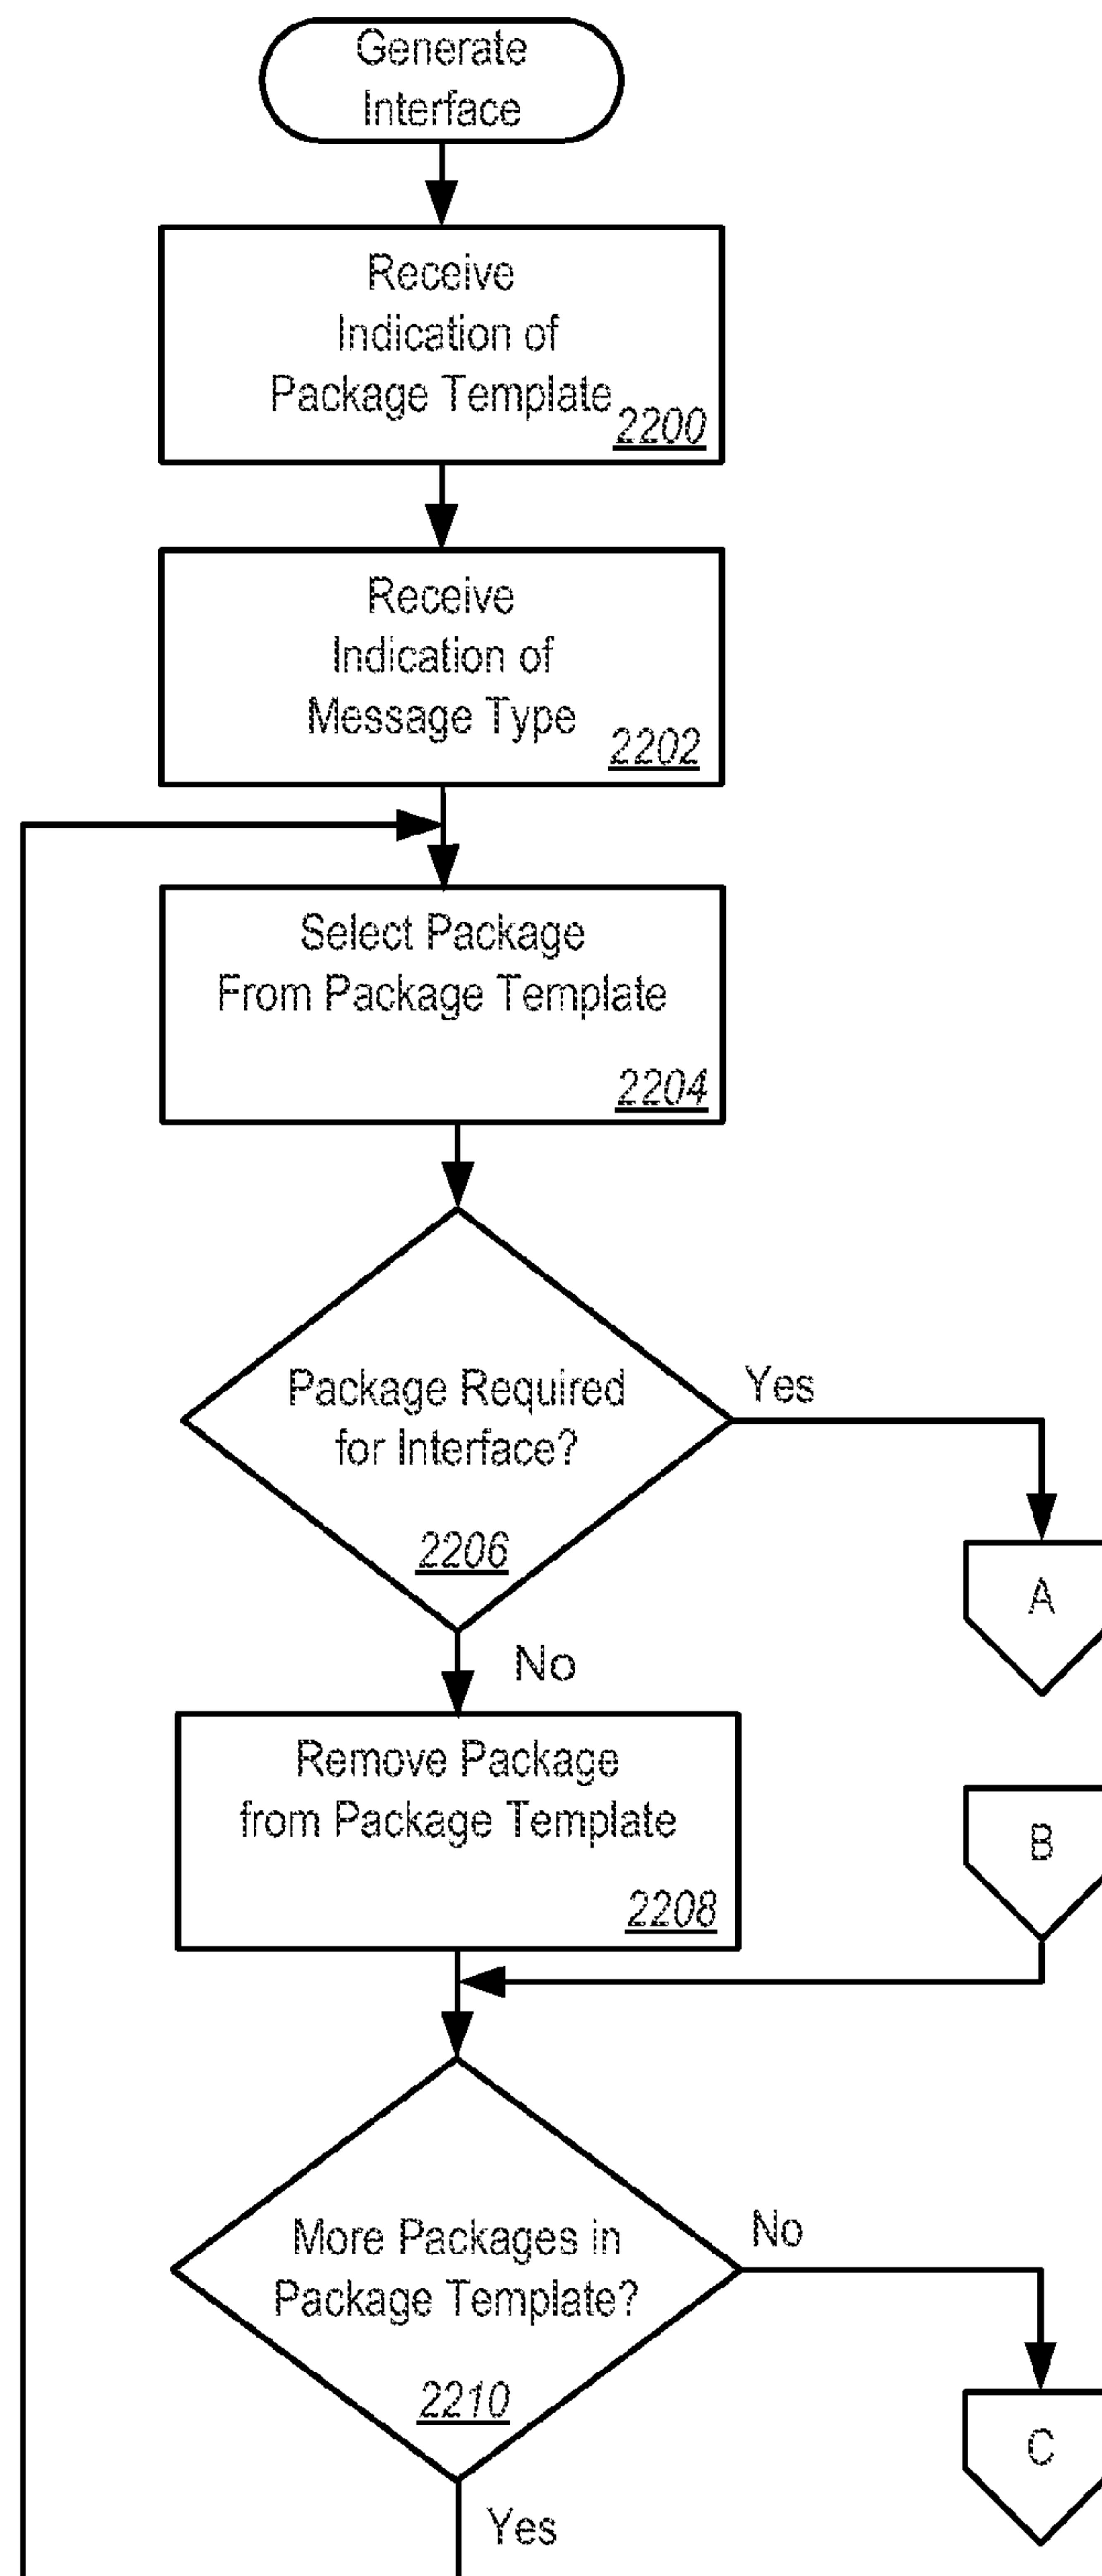 Generate
Interface
Receive
Indication of
Package Template
2200
Receive
Indication of
Message Type
2202
Select Package
From Package Template
2204
Package Required
for Interface?
2206
Yes
A
No
Remove Package
from Package Template
2208
B
More Packages in
Package Template?
2210
No
C
Yes